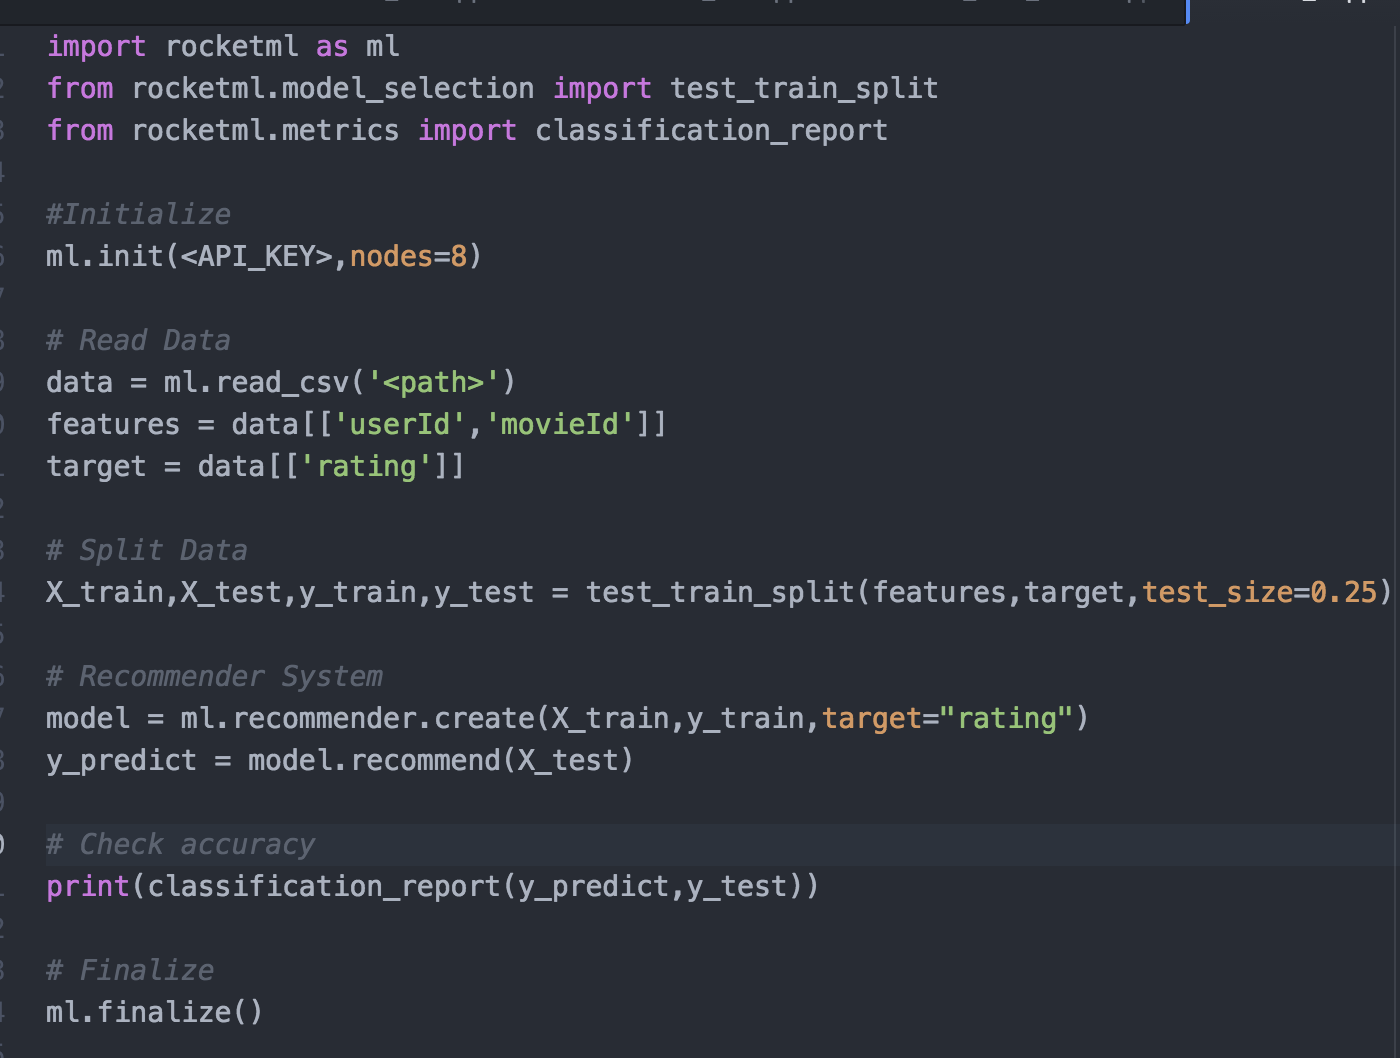 import rocketml as ml
from rocketml.model_selection import test_train_split
from rocketml.metrics import classification_report
#Initialize
ml.init(<API_KEY>,nodes=8)
# Read Data
data = ml.read_csv('<path>')
features = data[['userId','movieId']]
target = data[['rating']]
# Split Data
X_train,X_test,y_train,y_test = test_train_split(features,target,test_size=0.25)
# Recommender System
model = ml.recommender.create(X_train,y_train,target="rating")
y_predict = model.recommend(X_test)
# Check accuracy
print(classification_report(y_predict,y_test))
# Finalize
ml.finalize()